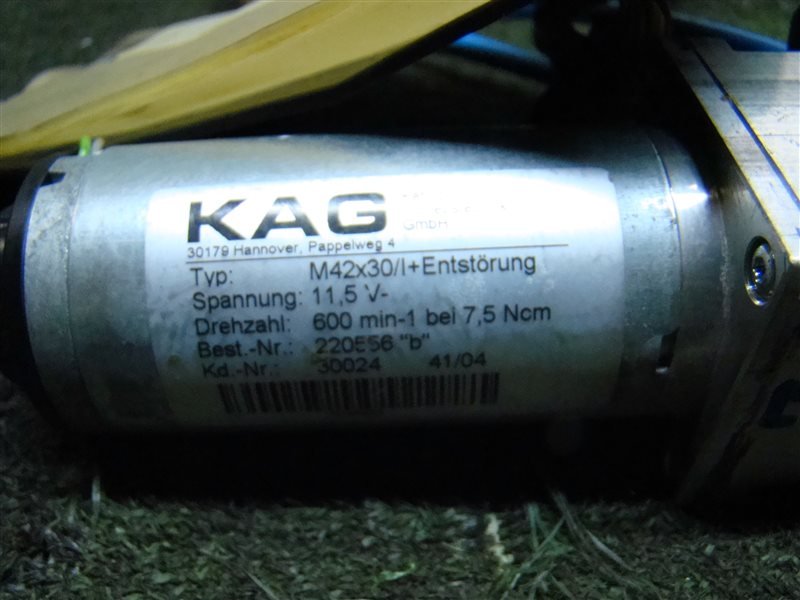 KAG
GmbH
30179 Hannover, Pappelweg 4
Typ: M42x30/I+Entstörung
Spannung: 11,5 V-
Drehzahl: 600 min-1 bei 7,5 Ncm
Best.-Nr.: 220E56 "b"
Kd.-Nr.: 30024 41/04